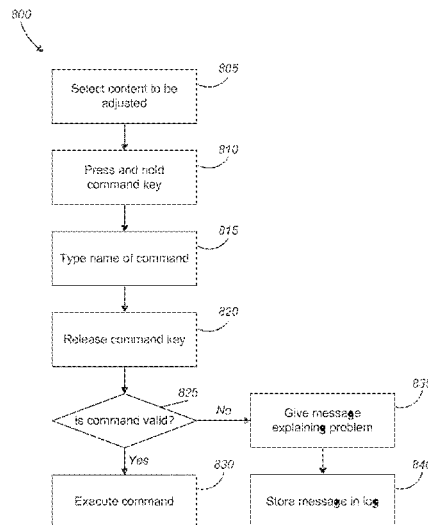 800
805
Select content to be
adjusted
810
Press and hold
command key
815
Type name of command
820
Release command key
825
Is command valid?
No
835
Give message
explaining problem
Yes
830
Execute command
840
Store message in log